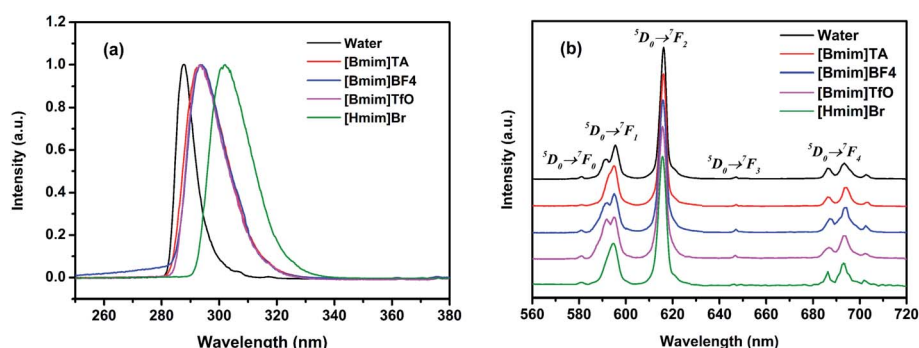 (a)
Water
[Bmim]TA
[Bmim]BF4
[Bmim]TfO
[Hmim]Br
1.2
1.0
0.8
0.6
0.4
0.2
0.0
Intensity (a.u.)
260 280 300 320 340 360 380
Wavelength (nm)
(b)
⁵D₀→⁷F₂
Water
[Bmim]TA
[Bmim]BF4
[Bmim]TfO
[Hmim]Br
⁵D₀→⁷F₁
⁵D₀→⁷F₀
⁵D₀→⁷F₃
⁵D₀→⁷F₄
Intensity (a.u.)
560 580 600 620 640 660 680 700 720
Wavelength (nm)